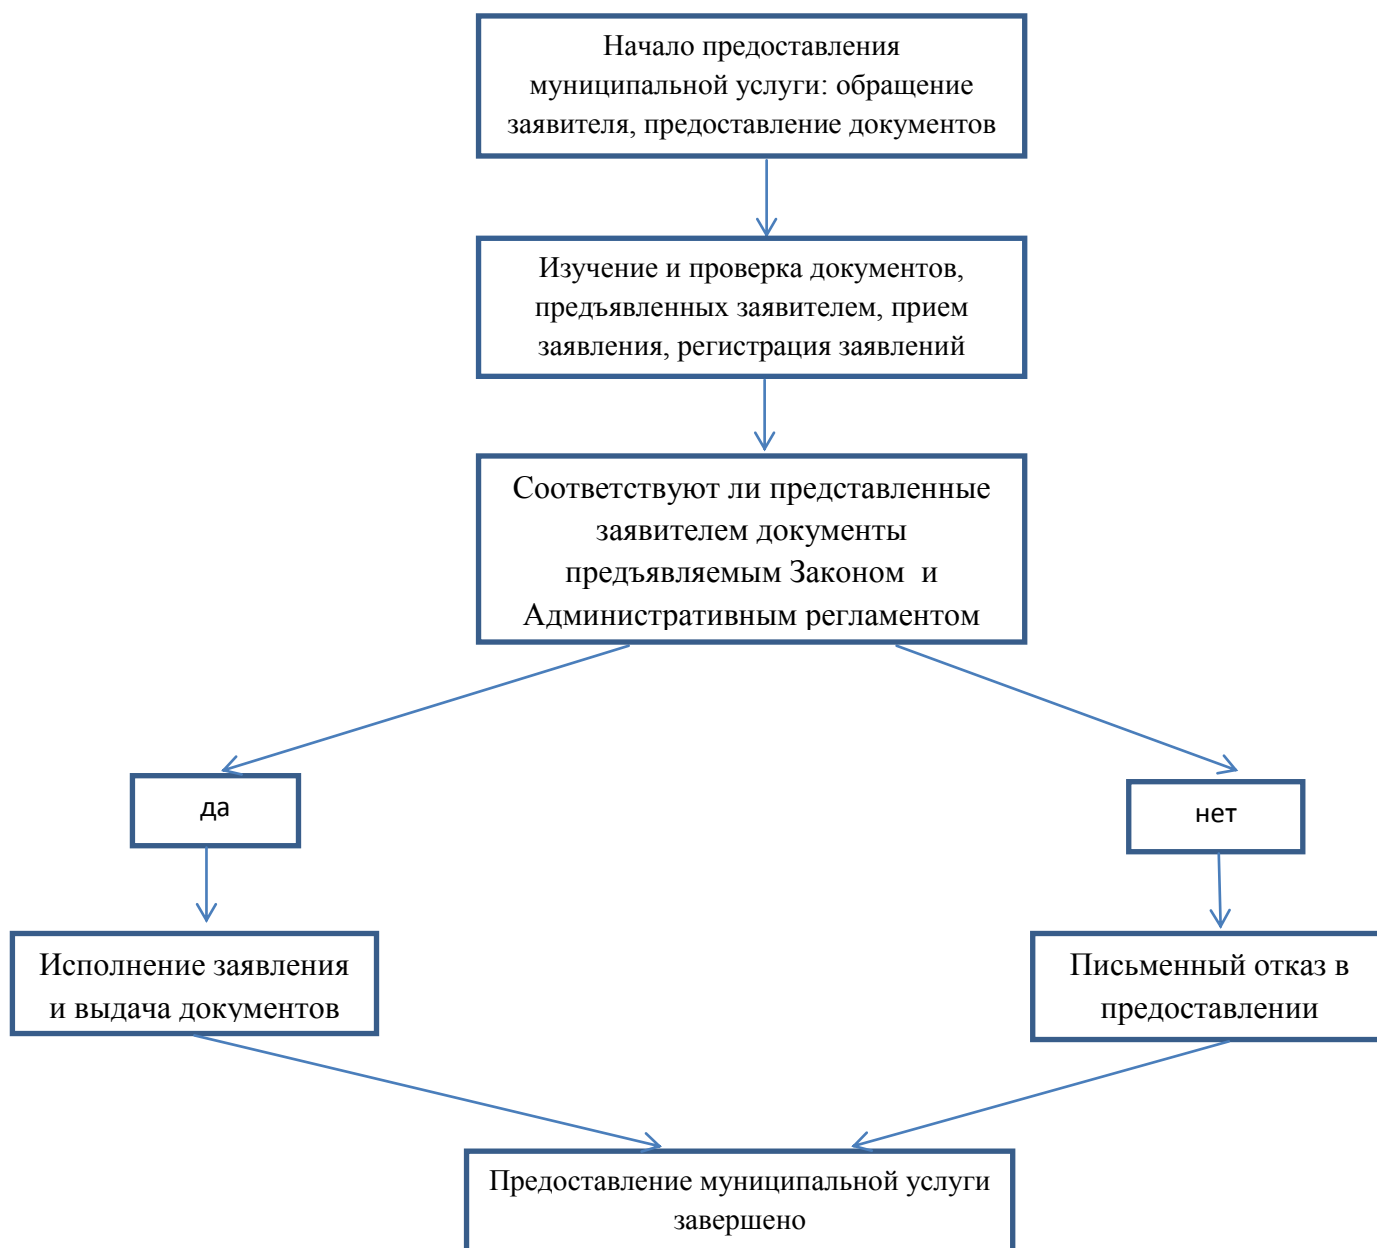 Начало предоставления
муниципальной услуги: обращение
заявителя, предоставление документов
Изучение и проверка документов,
предъявленных заявителем, прием
заявления, регистрация заявлений
Соответствуют ли представленные
заявителем документы
предъявляемым Законом и
Административным регламентом
да
нет
Исполнение заявления
и выдача документов
Письменный отказ в
предоставлении
Предоставление муниципальной услуги
завершено